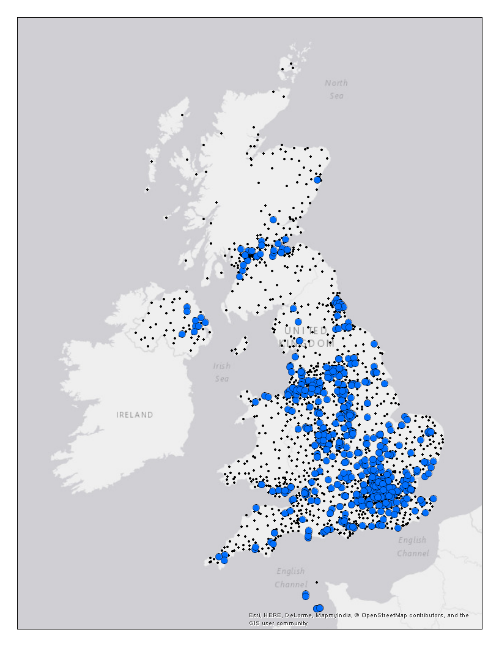 North
Sea
UNITED
KINGDOM
Irish
Sea
IRELAND
English
Channel
English
Channel
Esri, HERE, DeLorme, MapmyIndia, © OpenStreetMap contributors, and the
GIS user community